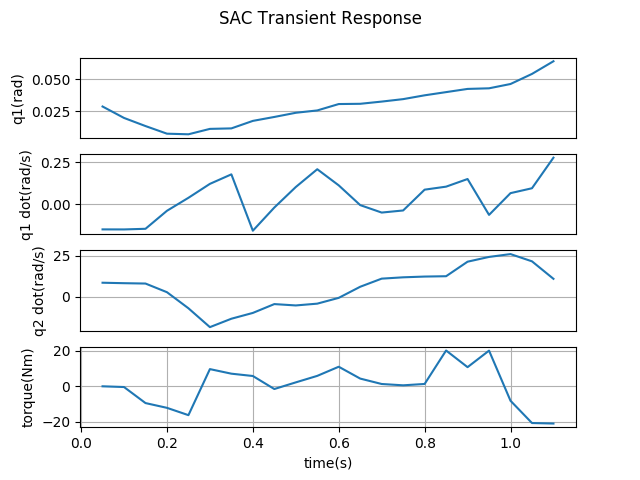 SAC Transient Response
q1(rad)
0.050
0.025
q1 dot(rad/s)
0.25
0.00
q2 dot(rad/s)
25
0
torque(Nm)
20
0
−20
0.0 0.2 0.4 0.6 0.8 1.0
time(s)